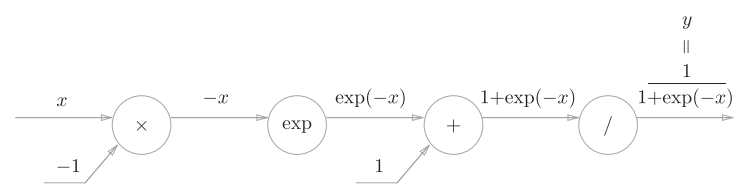 y
=
1
1+exp(−x)
x
−x
exp(−x)
1+exp(−x)
×
exp
+
/
−1
1